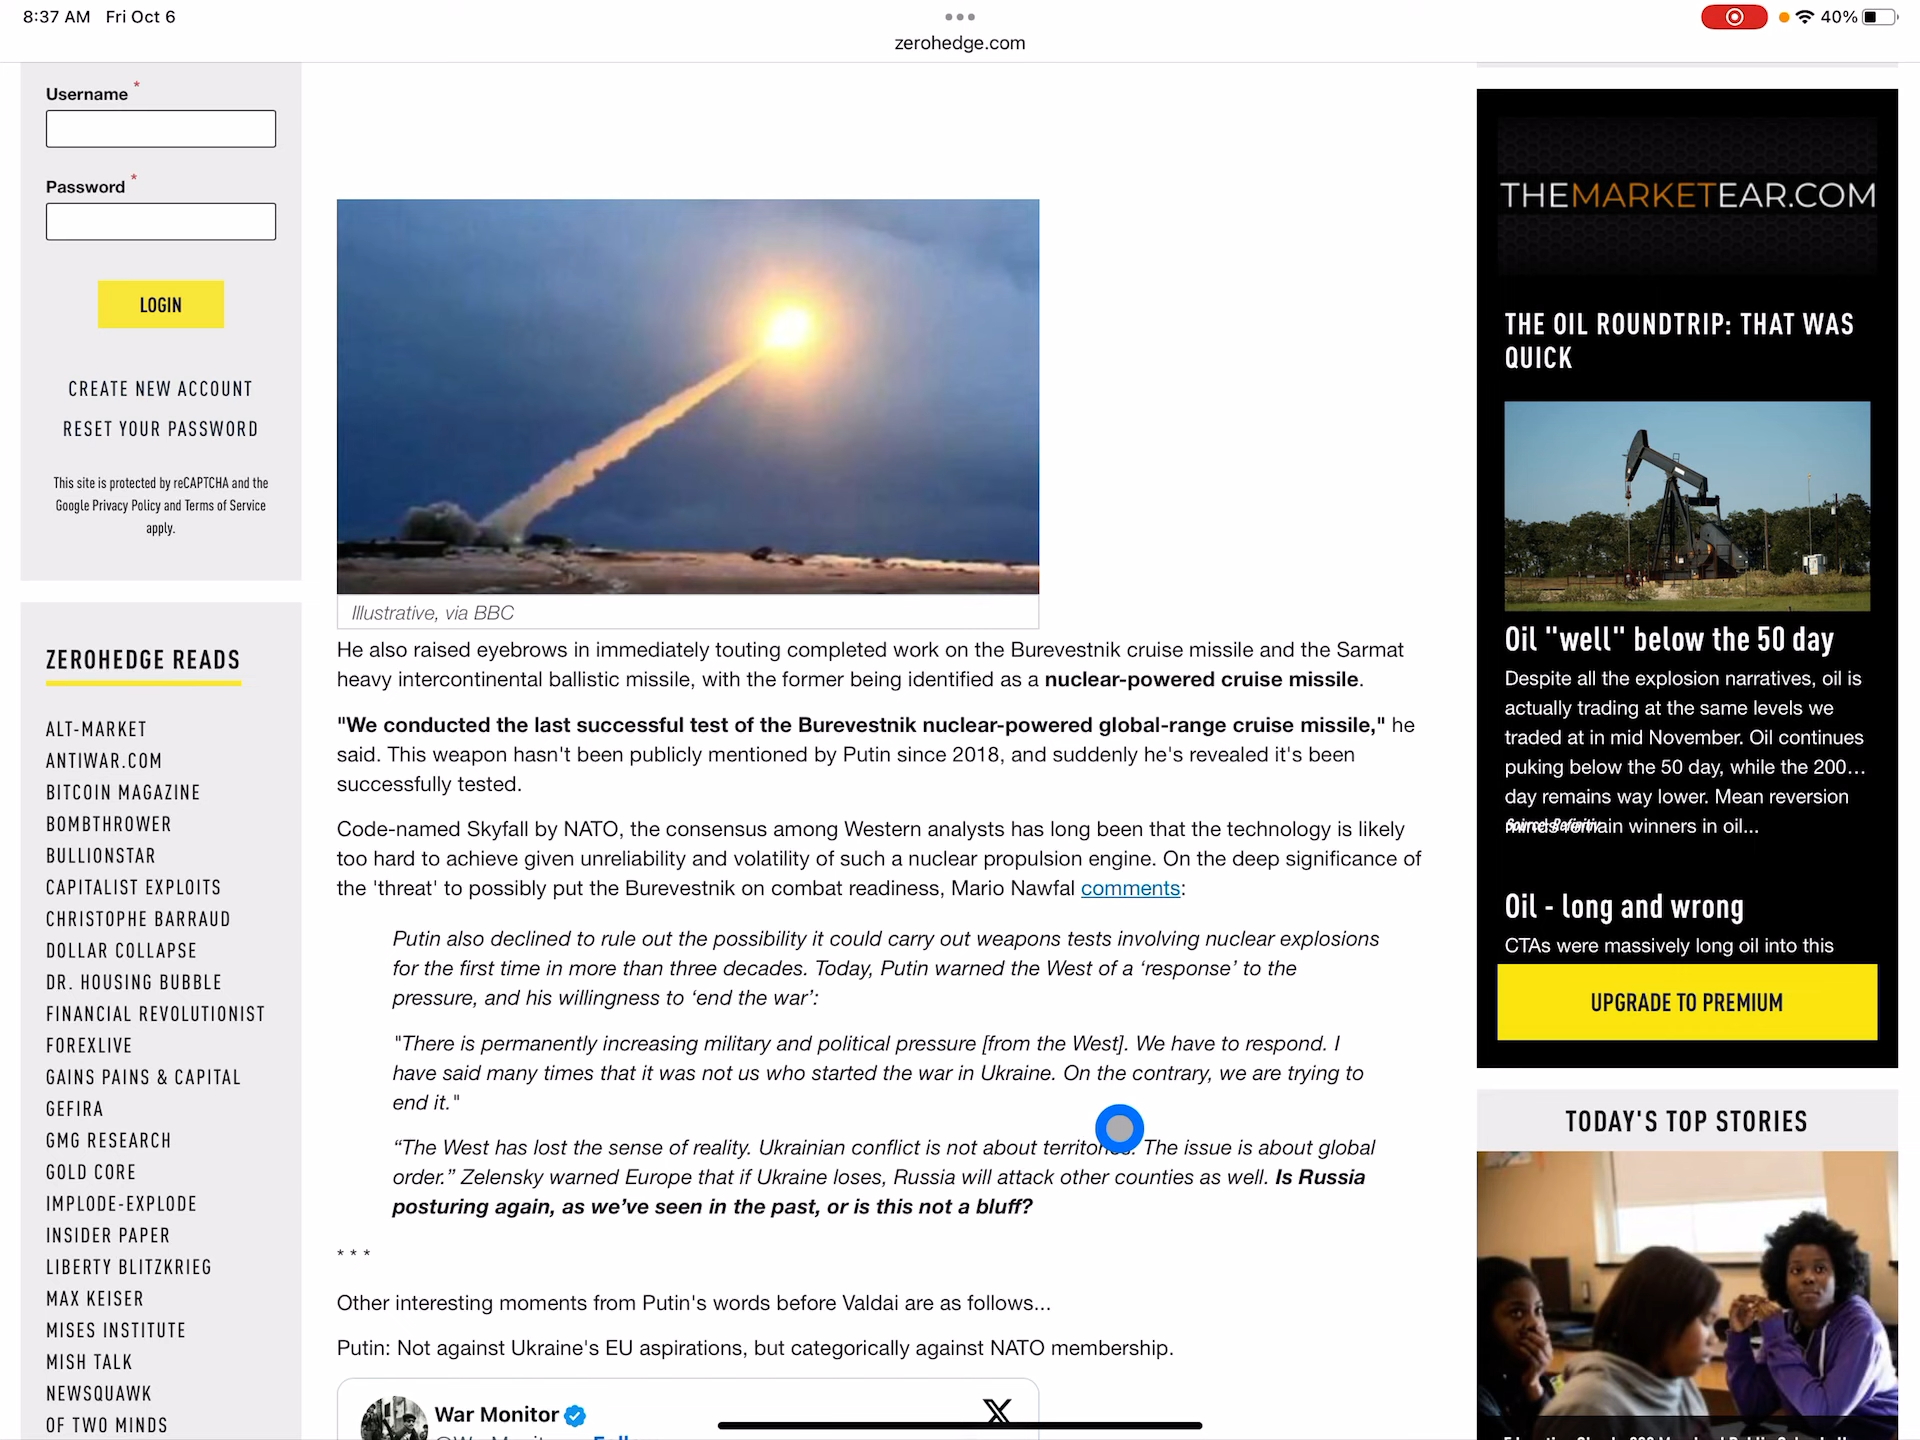 8:37 AM Fri Oct 6
zerohedge.com
40%
Username *
Password *
LOGIN
CREATE NEW ACCOUNT
RESET YOUR PASSWORD
This site is protected by reCAPTCHA and the
Google Privacy Policy and Terms of Service
apply.
ZEROHEDGE READS
ALT-MARKET
ANTIWAR.COM
BITCOIN MAGAZINE
BOMBTHROWER
BULLIONSTAR
CAPITALIST EXPLOITS
CHRISTOPHE BARRAUD
DOLLAR COLLAPSE
DR. HOUSING BUBBLE
FINANCIAL REVOLUTIONIST
FOREXLIVE
GAINS PAINS & CAPITAL
GEFIRA
GMG RESEARCH
GOLD CORE
IMPLODE-EXPLODE
INSIDER PAPER
LIBERTY BLITZKRIEG
MAX KEISER
MISES INSTITUTE
MISH TALK
NEWSQUAWK
OF TWO MINDS
Illustrative, via BBC
He also raised eyebrows in immediately touting completed work on the Burevestnik cruise missile and the Sarmat
heavy intercontinental ballistic missile, with the former being identified as a nuclear-powered cruise missile.
"We conducted the last successful test of the Burevestnik nuclear-powered global-range cruise missile," he
said. This weapon hasn't been publicly mentioned by Putin since 2018, and suddenly he's revealed it's been
successfully tested.
Code-named Skyfall by NATO, the consensus among Western analysts has long been that the technology is likely
too hard to achieve given unreliability and volatility of such a nuclear propulsion engine. On the deep significance of
the 'threat' to possibly put the Burevestnik on combat readiness, Mario Nawfal comments:
Putin also declined to rule out the possibility it could carry out weapons tests involving nuclear explosions
for the first time in more than three decades. Today, Putin warned the West of a ‘response’ to the
pressure, and his willingness to ‘end the war’:
"There is permanently increasing military and political pressure [from the West]. We have to respond. I
have said many times that it was not us who started the war in Ukraine. On the contrary, we are trying to
end it."
“The West has lost the sense of reality. Ukrainian conflict is not about The issue is about global
order.” Zelensky warned Europe that if Ukraine loses, Russia will attack other counties as well. Is Russia
posturing again, as we’ve seen in the past, or is this not a bluff?
* * *
Other interesting moments from Putin's words before Valdai are as follows...
Putin: Not against Ukraine's EU aspirations, but categorically against NATO membership.
War Monitor
THEMARKETEAR.COM
THE OIL ROUNDTRIP: THAT WAS
QUICK
Oil "well" below the 50 day
Despite all the explosion narratives, oil is
actually trading at the same levels we
traded at in mid November. Oil continues
puking below the 50 day, while the 200...
day remains way lower. Mean reversion
minds remain winners in oil...
Source: Refinitiv
Oil - long and wrong
CTAs were massively long oil into this
UPGRADE TO PREMIUM
TODAY'S TOP STORIES